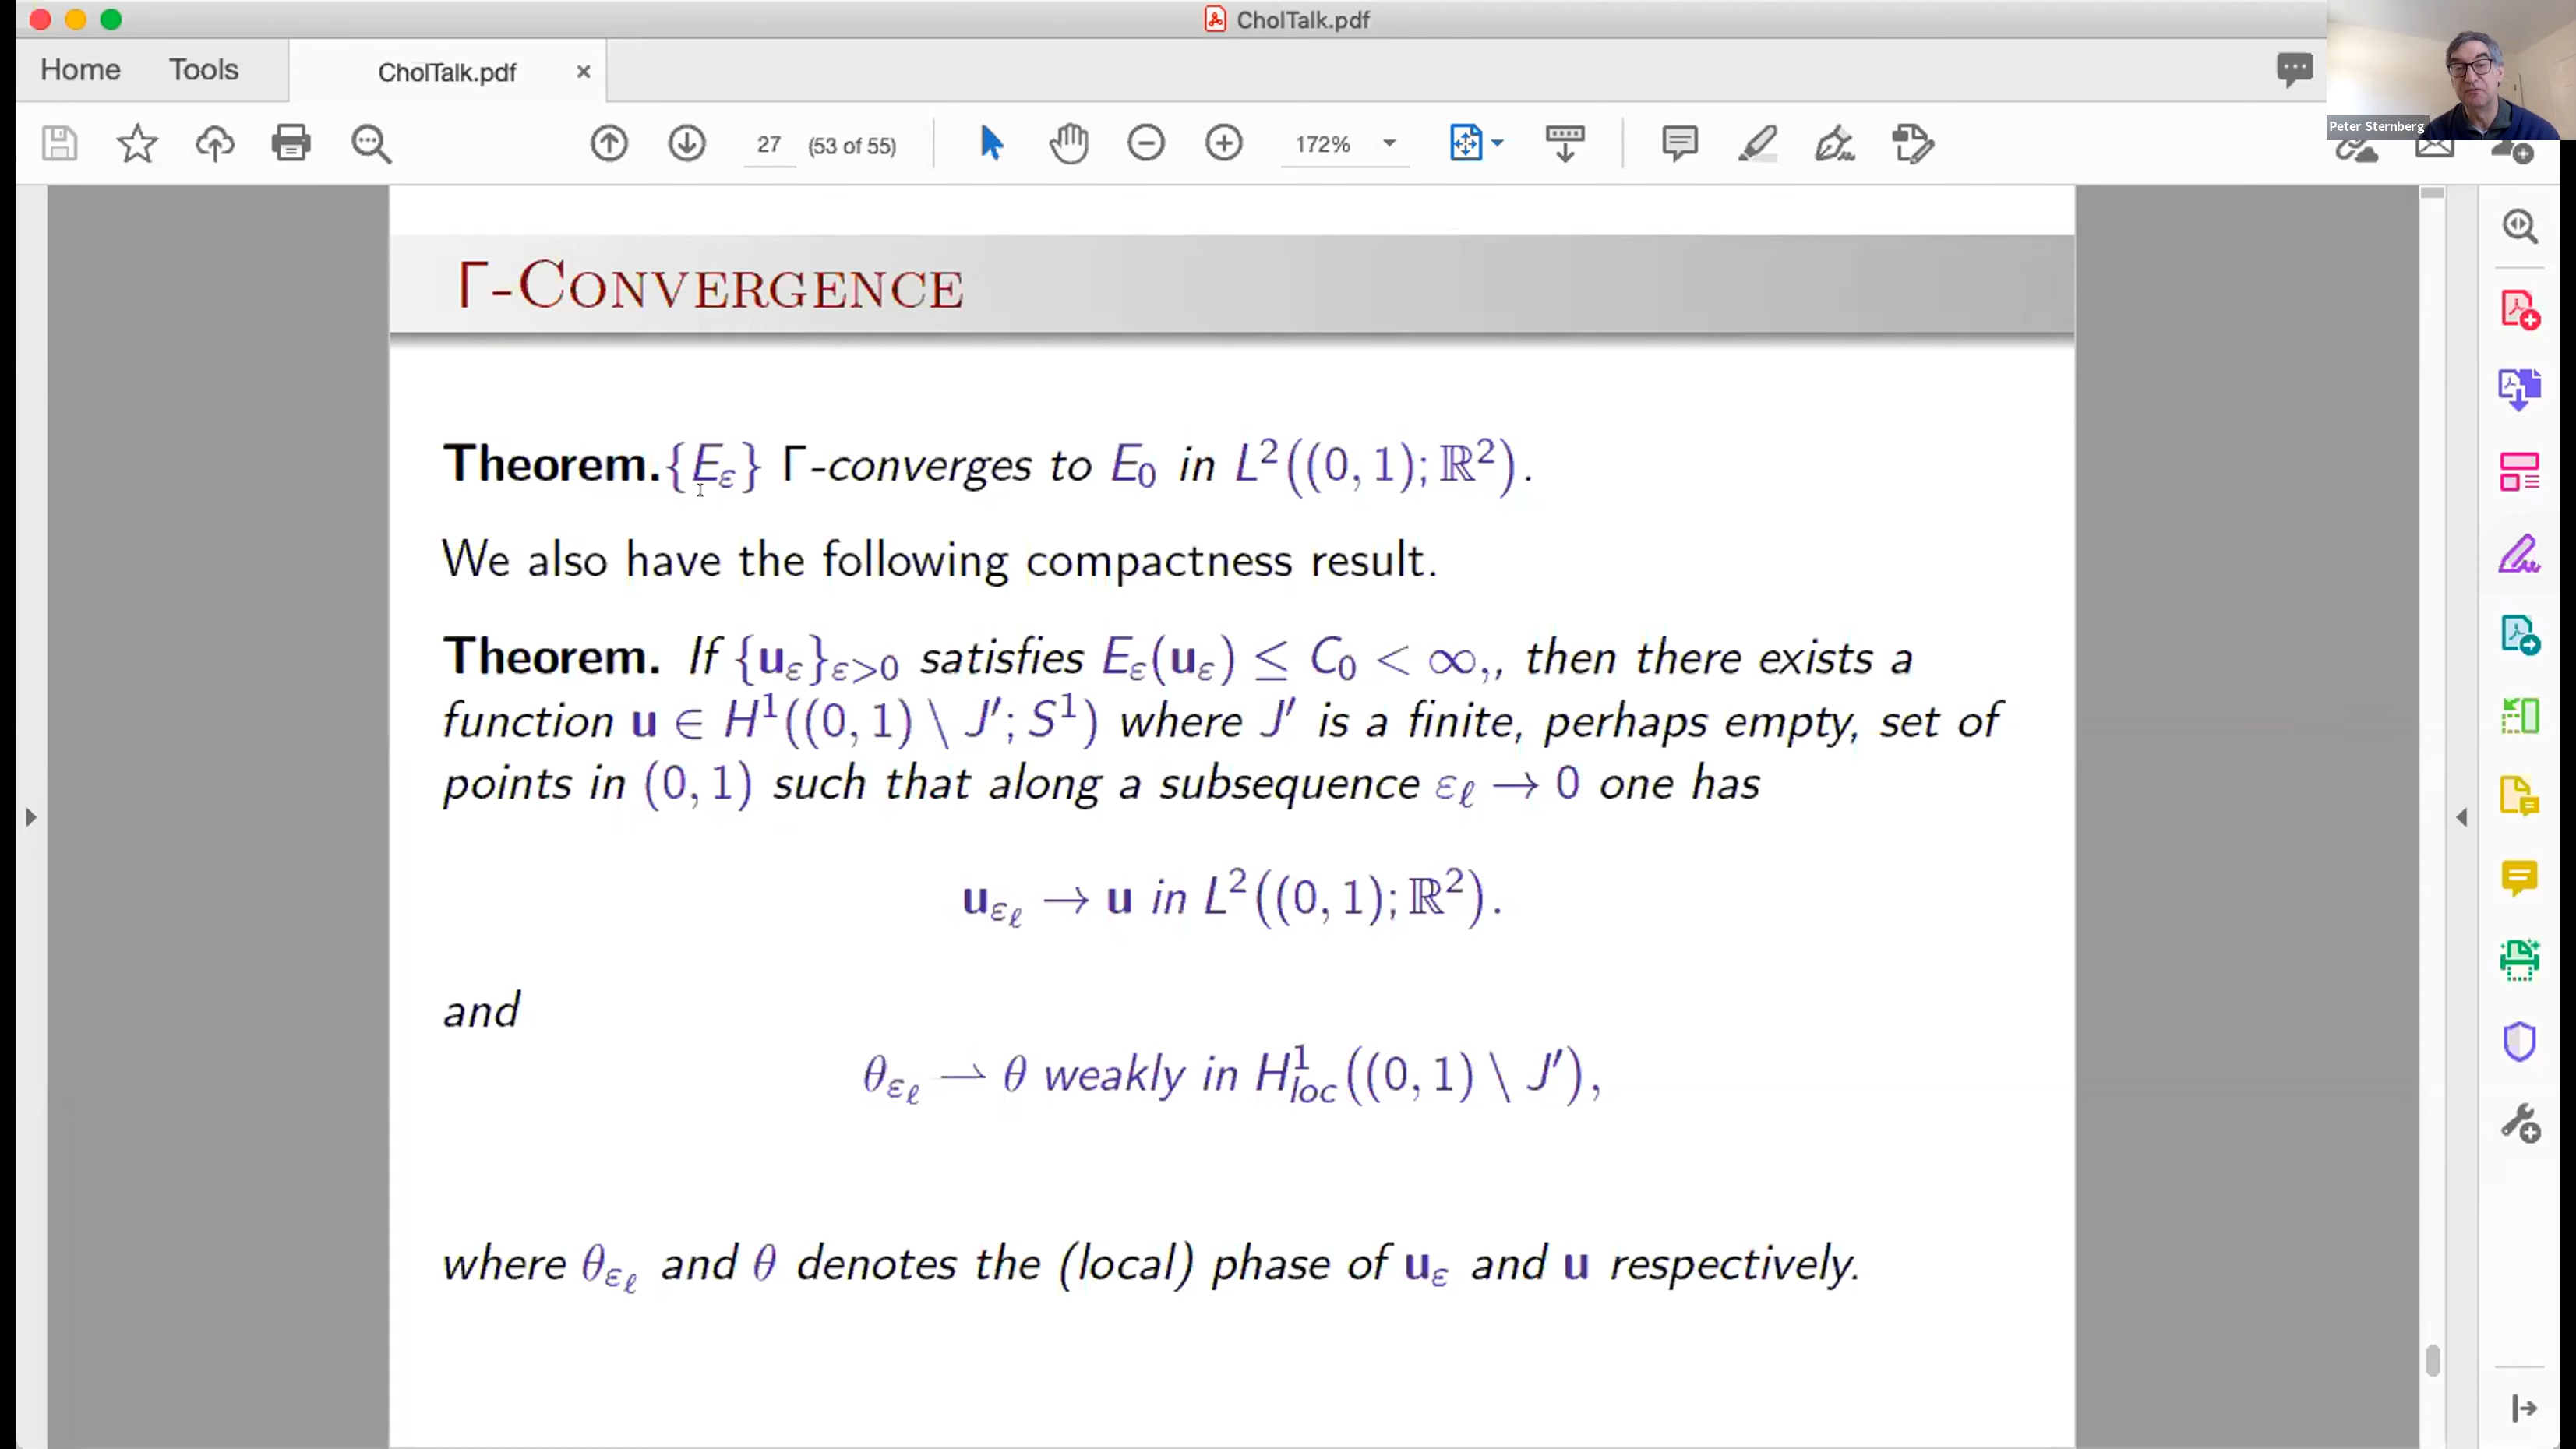 CholTalk.pdf
Home Tools CholTalk.pdf ×
27 (53 of 55) 172%
Peter Sternberg
Γ-Convergence
Theorem. {E_ε} Γ-converges to E_0 in L^2((0, 1); ℝ^2).
We also have the following compactness result.
Theorem. If {u_ε}_{ε>0} satisfies E_ε(u_ε) ≤ C_0 < ∞,, then there exists a
function u ∈ H^1((0, 1) \ J′; S^1) where J′ is a finite, perhaps empty, set of
points in (0, 1) such that along a subsequence ε_ℓ → 0 one has
u_{ε_ℓ} → u in L^2((0, 1); ℝ^2).
and
θ_{ε_ℓ} ⇀ θ weakly in H^1_{loc}((0, 1) \ J′),
where θ_{ε_ℓ} and θ denotes the (local) phase of u_ε and u respectively.